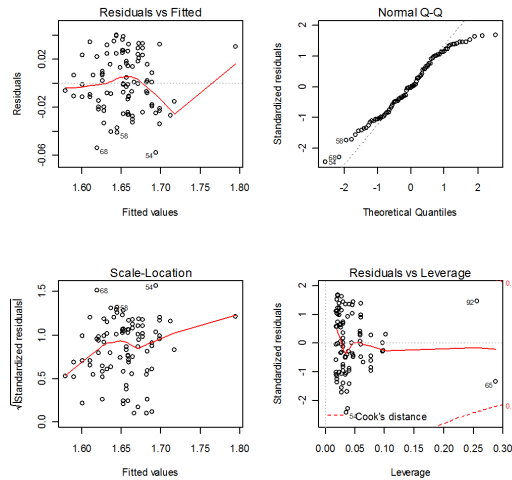 Residuals vs Fitted
Residuals
0.02
-0.02
-0.06
58
68
54
1.60 1.65 1.70 1.75 1.80
Fitted values
Normal Q-Q
Standardized residuals
2
1
0
-1
-2
58
68
54
-2 -1 0 1 2
Theoretical Quantiles
Scale-Location
√|Standardized residuals|
1.5
1.0
0.5
0.0
68
54
58
1.60 1.65 1.70 1.75 1.80
Fitted values
Residuals vs Leverage
Standardized residuals
2
1
0
-1
-2
92
65
54
Cook's distance
0.
0.
0.00 0.05 0.10 0.15 0.20 0.25 0.30
Leverage